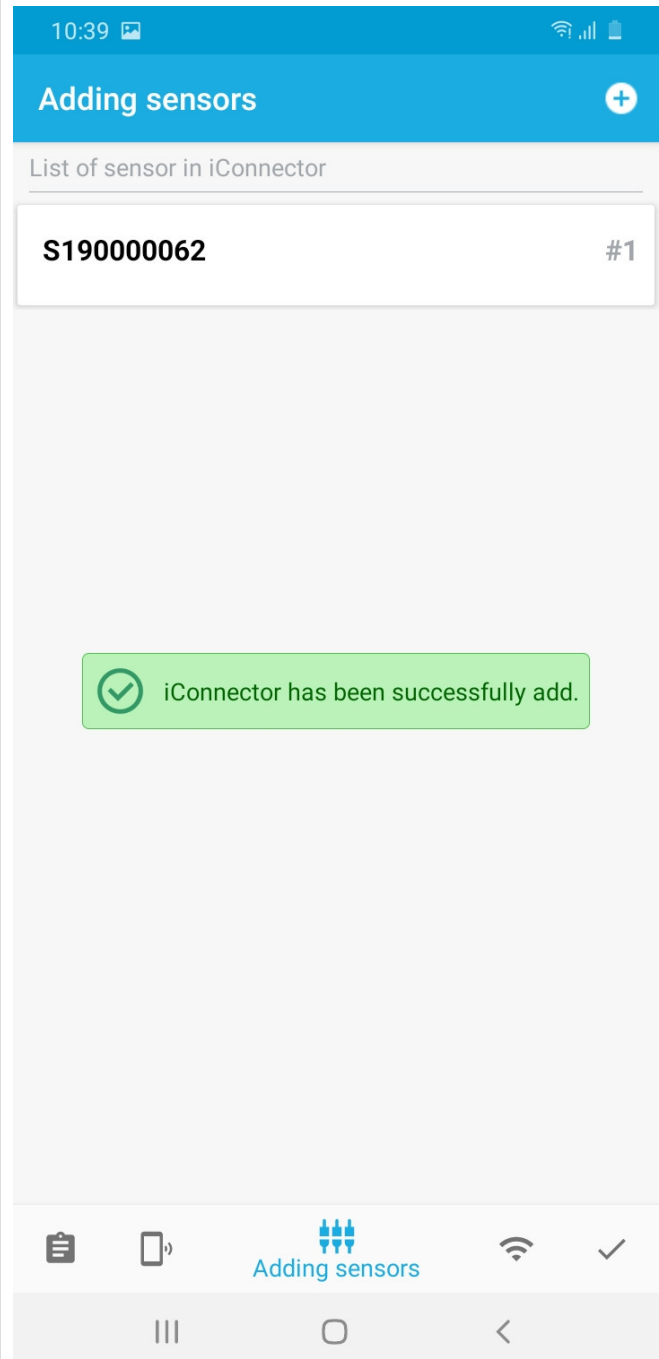 10:39
Adding sensors
List of sensor in iConnector
S190000062 #1
iConnector has been successfully add.
Adding sensors